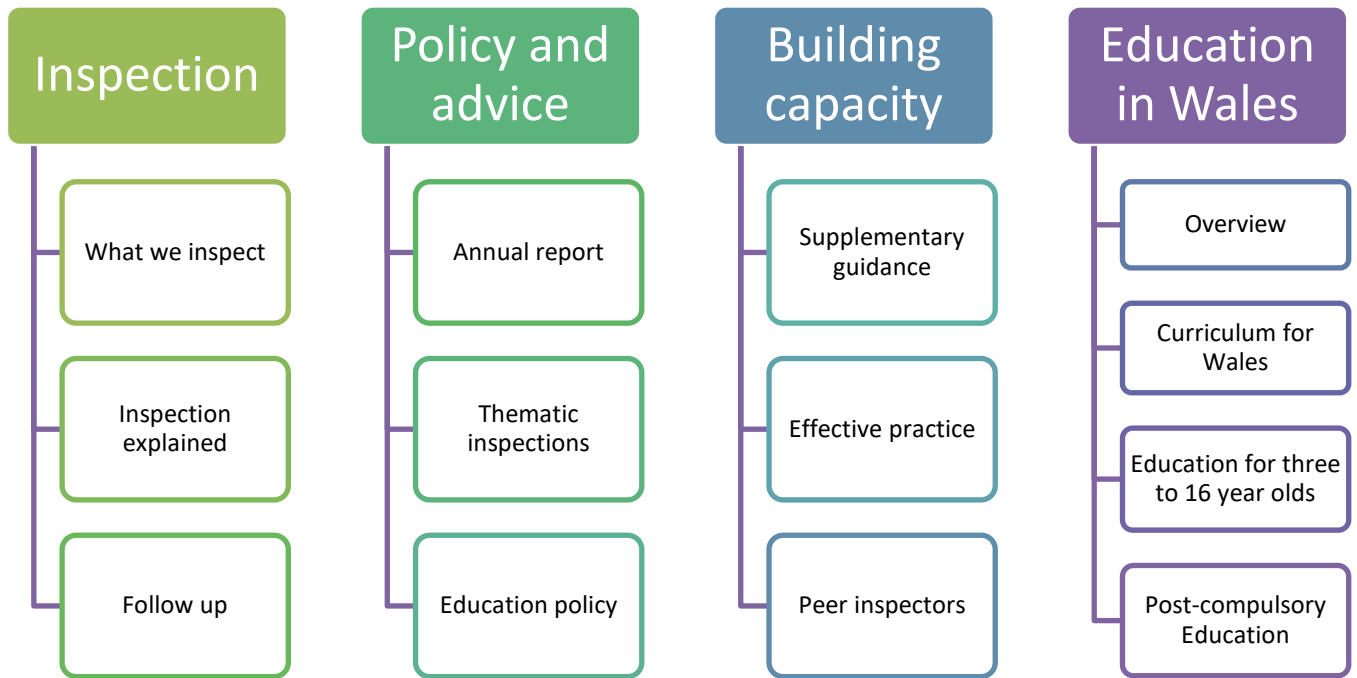 Inspection
What we inspect
Inspection
explained
Follow up
Policy and
advice
Annual report
Thematic
inspections
Education policy
Building
capacity
Supplementary
guidance
Effective practice
Peer inspectors
Education
in Wales
Overview
Curriculum for
Wales
Education for three
to 16 year olds
Post-compulsory
Education